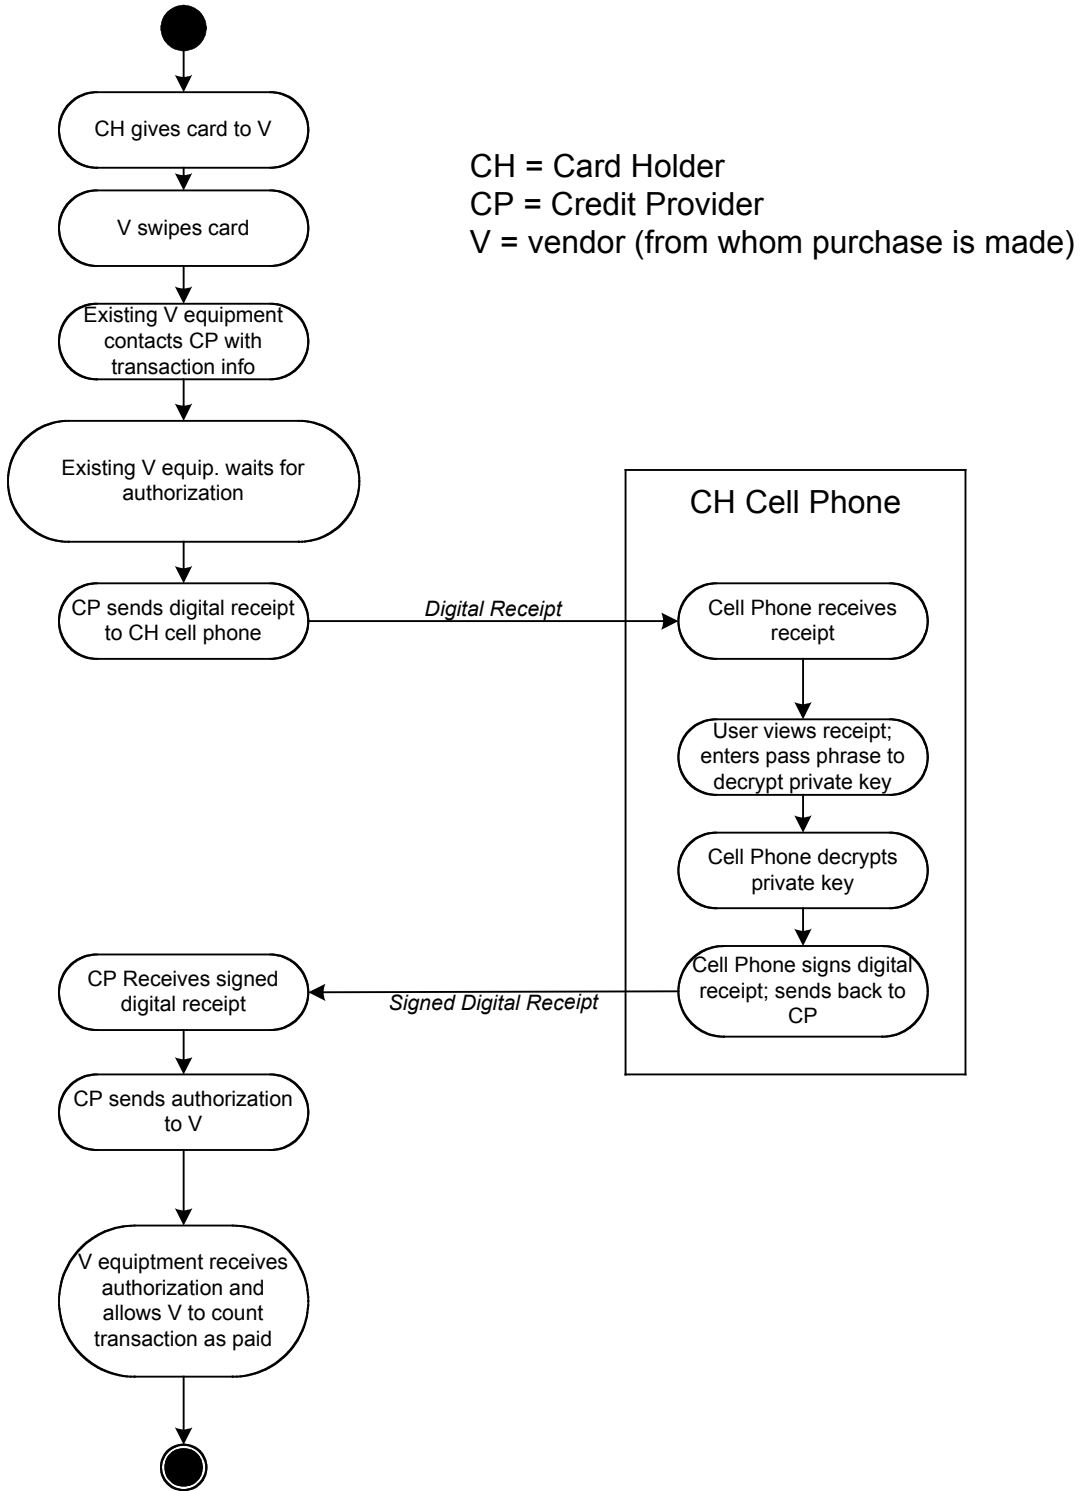 CH gives card to V
CH = Card Holder
CP = Credit Provider
V = vendor (from whom purchase is made)
V swipes card
Existing V equipment
contacts CP with
transaction info
Existing V equip. waits for
authorization
CP sends digital receipt
to CH cell phone
Digital Receipt
CH Cell Phone
Cell Phone receives
receipt
User views receipt;
enters pass phrase to
decrypt private key
Cell Phone decrypts
private key
Cell Phone signs digital
receipt; sends back to
CP
Signed Digital Receipt
CP Receives signed
digital receipt
CP sends authorization
to V
V equiptment receives
authorization and
allows V to count
transaction as paid